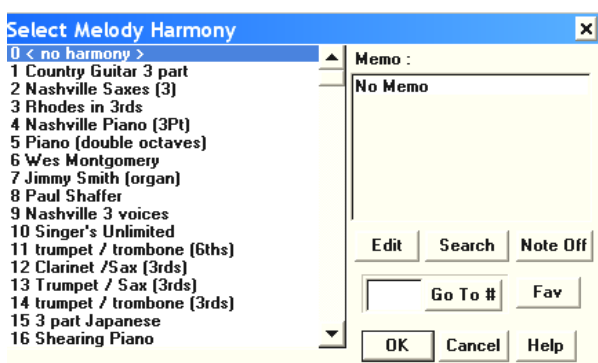 Select Melody Harmony
0 < no harmony >
1 Country Guitar 3 part
2 Nashville Saxes (3)
3 Rhodes in 3rds
4 Nashville Piano (3Pt)
5 Piano (double octaves)
6 Wes Montgomery
7 Jimmy Smith (organ)
8 Paul Shaffer
9 Nashville 3 voices
10 Singer's Unlimited
11 trumpet / trombone (6ths)
12 Clarinet /Sax (3rds)
13 Trumpet / Sax (3rds)
14 trumpet / trombone (3rds)
15 3 part Japanese
16 Shearing Piano
Memo :
No Memo
Edit Search Note Off
Go To # Fav
OK Cancel Help